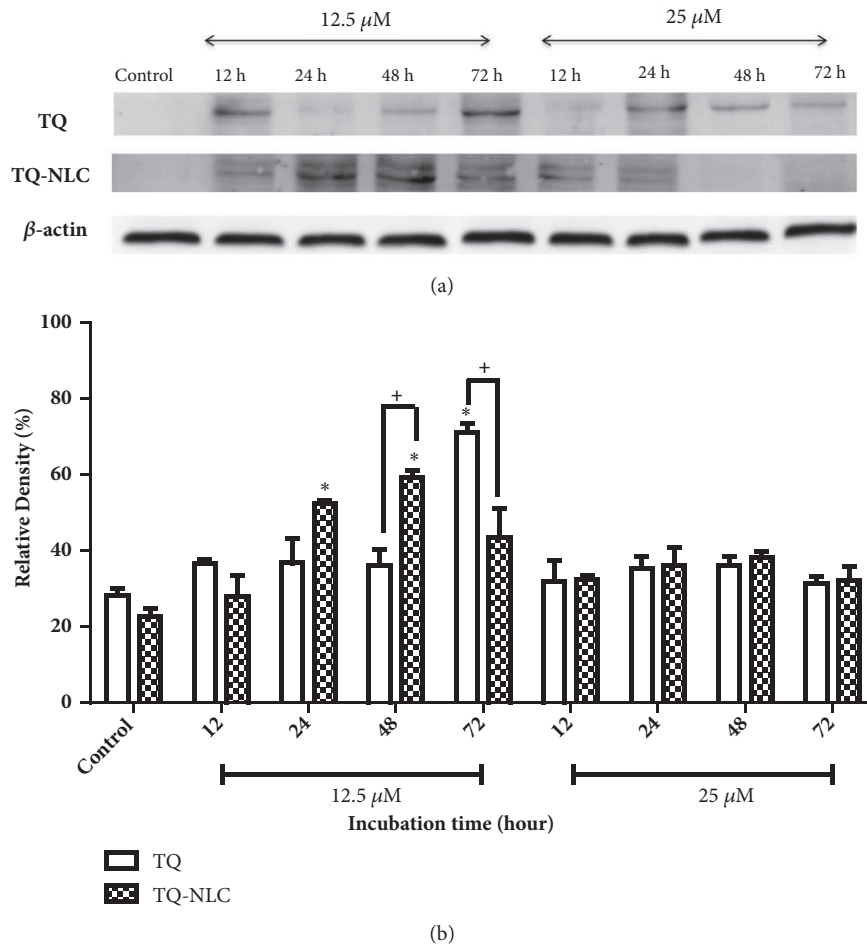 12.5 μM 25 μM
Control 12 h 24 h 48 h 72 h 12 h 24 h 48 h 72 h
TQ
TQ-NLC
β-actin
(a)
100
80
60
40
20
0
Relative Density (%)
+
+
*
*
*
Control 12 24 48 72 12 24 48 72
12.5 μM 25 μM
Incubation time (hour)
TQ
TQ-NLC
(b)